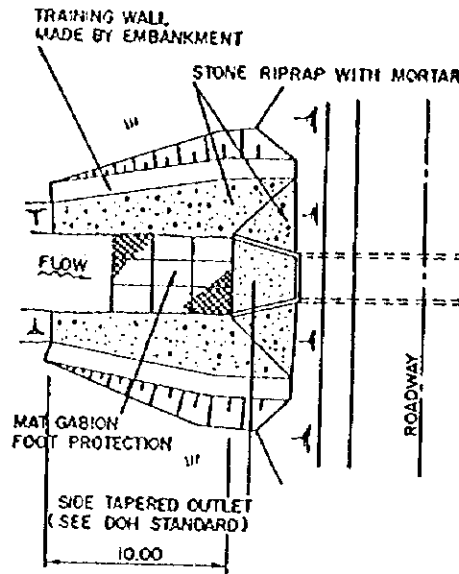 TRAINING WALL
MADE BY EMBANKMENT
STONE RIPRAP WITH MORTAR
FLOW
ROADWAY
MAT GABION
FOOT PROTECTION
SIDE TAPERED OUTLET
(SEE DOH STANDARD)
10.00